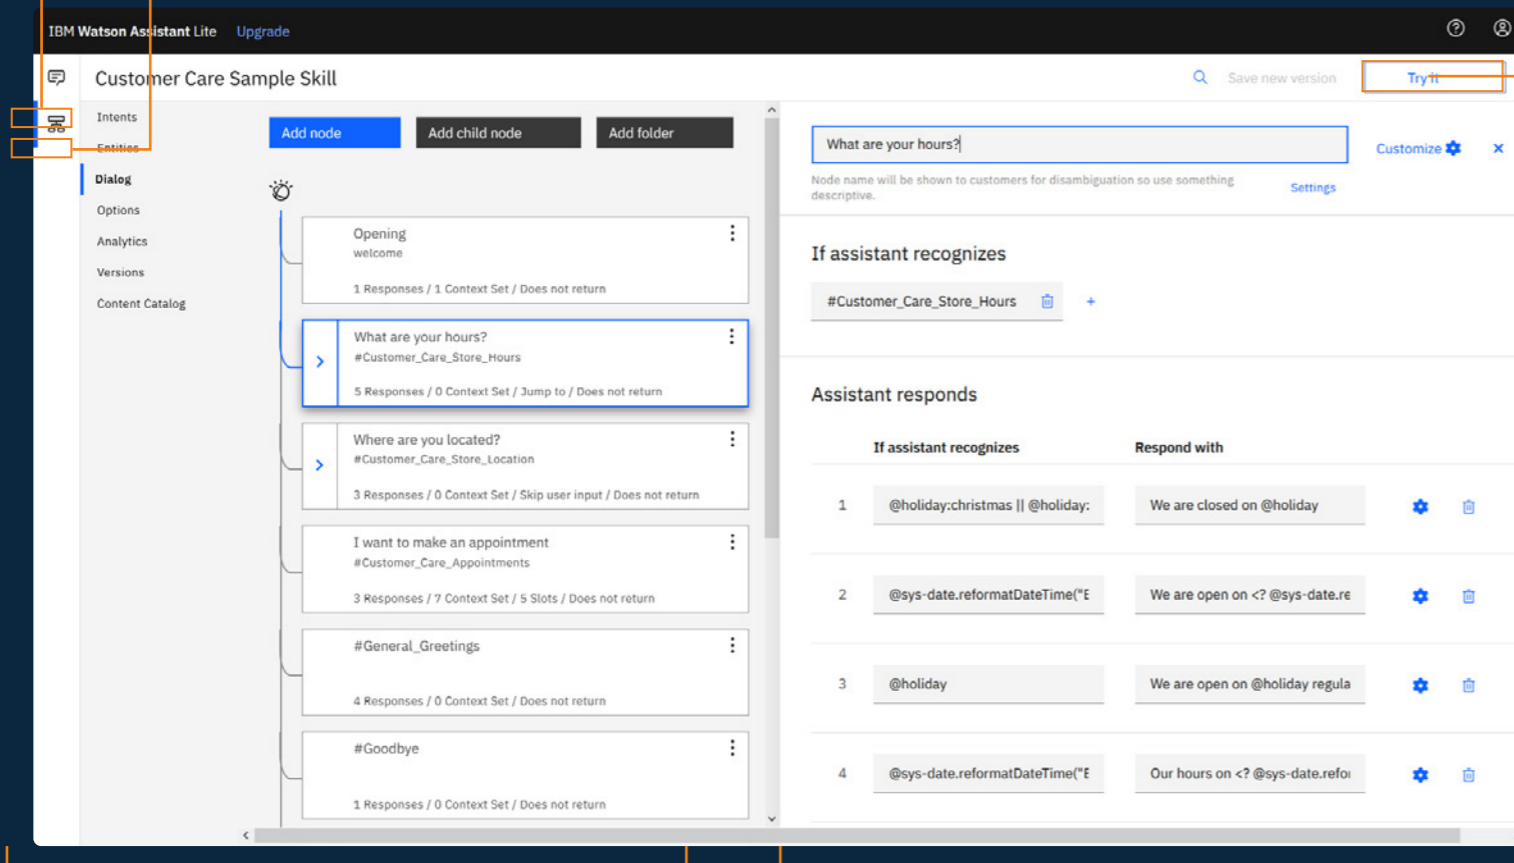 IBM Watson Assistant Lite Upgrade
Customer Care Sample Skill
Save new version
Try it
Intents
Entities
Dialog
Options
Analytics
Versions
Content Catalog
Add node
Add child node
Add folder
Opening
welcome
1 Responses / 1 Context Set / Does not return
What are your hours?
#Customer_Care_Store_Hours
5 Responses / 0 Context Set / Jump to / Does not return
Where are you located?
#Customer_Care_Store_Location
3 Responses / 0 Context Set / Skip user input / Does not return
I want to make an appointment
#Customer_Care_Appointments
3 Responses / 7 Context Set / 5 Slots / Does not return
#General_Greetings
4 Responses / 0 Context Set / Does not return
#Goodbye
1 Responses / 0 Context Set / Does not return
What are your hours?
Customize
Node name will be shown to customers for disambiguation so use something
descriptive.
Settings
If assistant recognizes
#Customer_Care_Store_Hours
Assistant responds
If assistant recognizes Respond with
1 @holiday:christmas || @holiday: We are closed on @holiday
2 @sys-date.reformatDateTime("E We are open on <? @sys-date.re
3 @holiday We are open on @holiday regula
4 @sys-date.reformatDateTime("E Our hours on <? @sys-date.refor